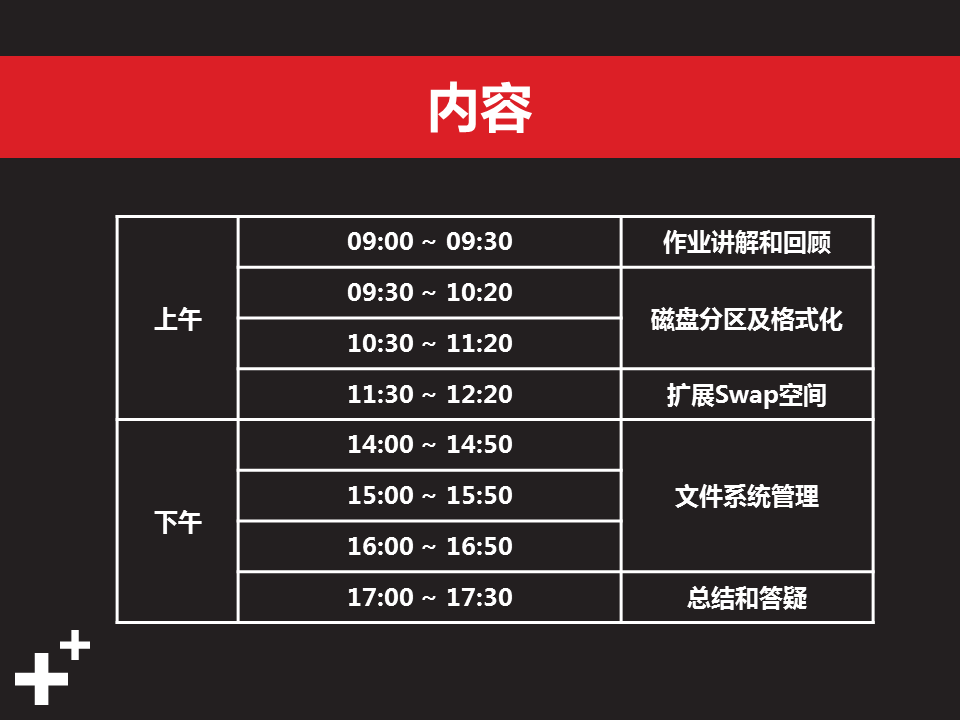 内容
上午
09:00 ~ 09:30
作业讲解和回顾
09:30 ~ 10:20
磁盘分区及格式化
10:30 ~ 11:20
11:30 ~ 12:20
扩展Swap空间
下午
14:00 ~ 14:50
文件系统管理
15:00 ~ 15:50
16:00 ~ 16:50
17:00 ~ 17:30
总结和答疑